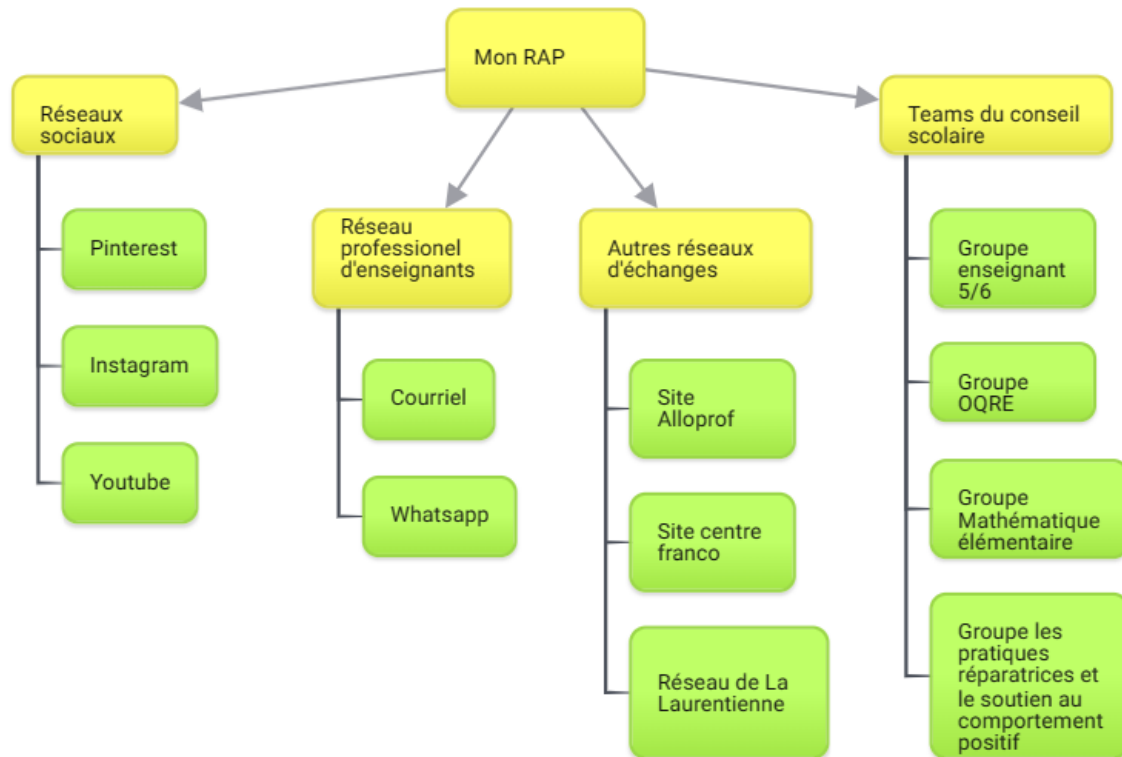 Mon RAP
Réseaux
sociaux
Pinterest
Instagram
Youtube
Réseau
professionel
d'enseignants
Courriel
Whatsapp
Autres réseaux
d'échanges
Site
Alloprof
Site centre
franco
Réseau de La
Laurentienne
Teams du conseil
scolaire
Groupe
enseignant
5/6
Groupe
OQRE
Groupe
Mathématique
élémentaire
Groupe les
pratiques
réparatrices et
le soutien au
comportement
positif